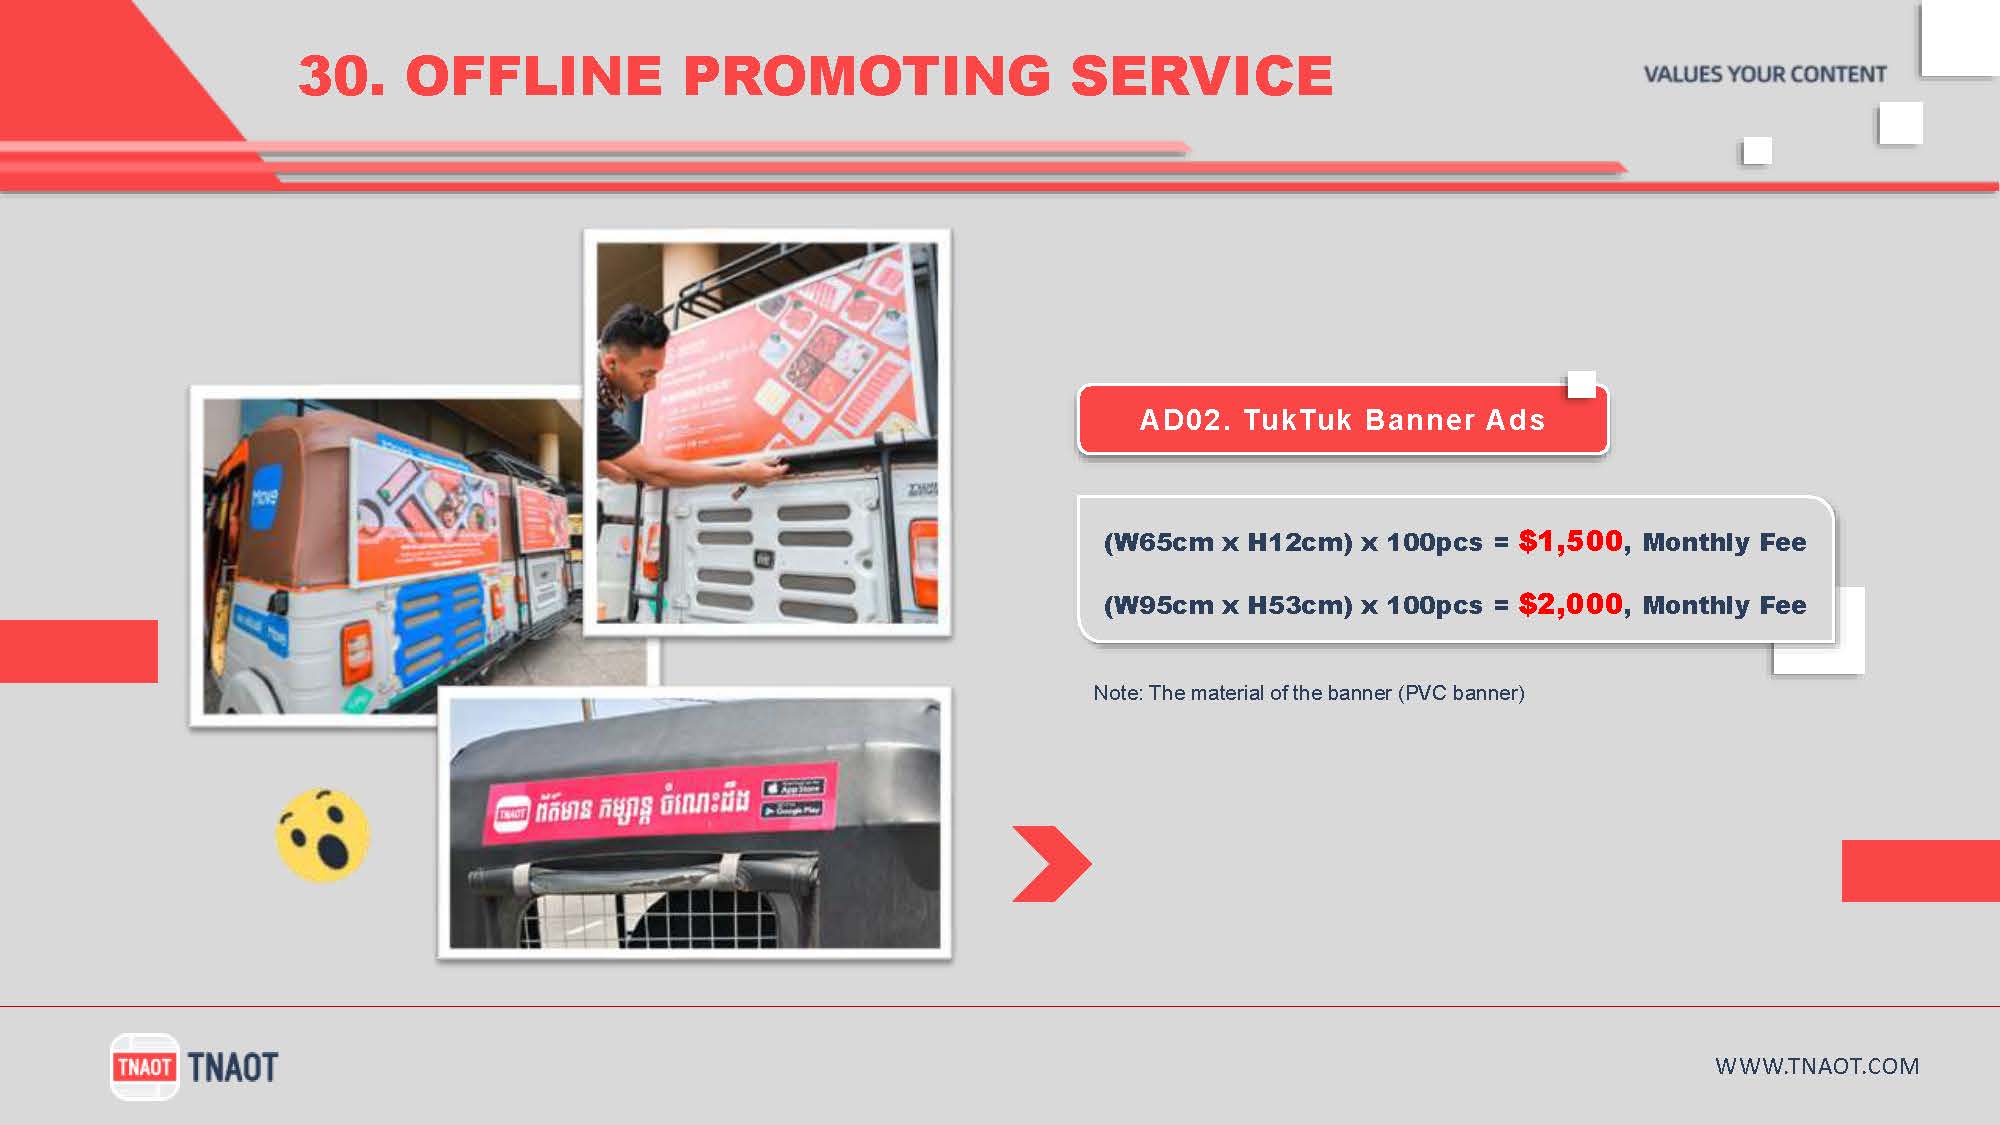 30. OFFLINE PROMOTING SERVICE
VALUES YOUR CONTENT
Move
AD02. TukTuk Banner Ads
(W65cm x H12cm) x 100pcs = $1,500, Monthly Fee
(W95cm x H53cm) x 100pcs = $2,000, Monthly Fee
Note: The material of the banner (PVC banner)
TNAOT ព័ត៌មាន កម្សាន្ត ចំណេះដឹង
App Store
Google Play
TNAOT TNAOT
WWW.TNAOT.COM